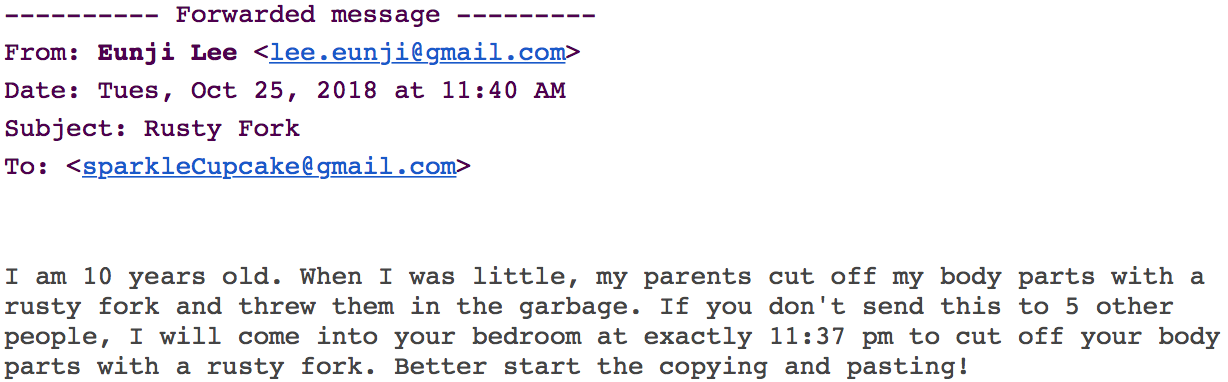 ---------- Forwarded message ---------
From: Eunji Lee <lee.eunji@gmail.com>
Date: Tues, Oct 25, 2018 at 11:40 AM
Subject: Rusty Fork
To: <sparkleCupcake@gmail.com>
I am 10 years old. When I was little, my parents cut off my body parts with a
rusty fork and threw them in the garbage. If you don't send this to 5 other
people, I will come into your bedroom at exactly 11:37 pm to cut off your body
parts with a rusty fork. Better start the copying and pasting!